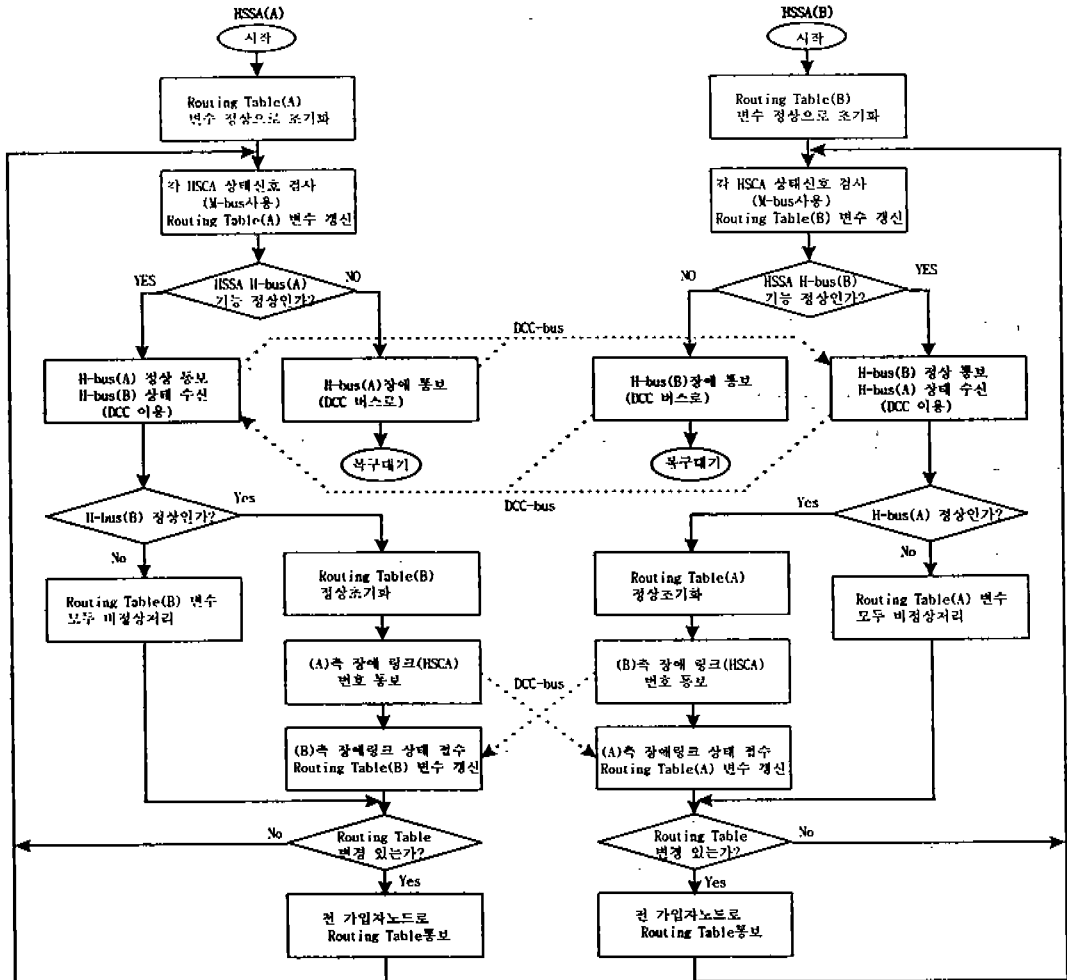 HSSA(A)
시작
Routing Table(A)
변수 정상으로 초기화
각 HSCA 상태신호 검사
(M-bus사용)
Routing Table(A) 변수 갱신
YES
HSSA H-bus(A)
기능 정상인가?
NO
H-bus(A) 정상 통보
H-bus(B) 상태 수신
(DCC 이용)
H-bus(A)장애 통보
(DCC 버스로)
복구대기
H-bus(B) 정상인가?
Yes
No
Routing Table(B) 변수
모두 비정상처리
Routing Table(B)
정상초기화
(A)측 장애 링크(HSCA)
번호 통보
(B)측 장애링크 상태 접수
Routing Table(B) 변수 갱신
No
Routing Table
변경 있는가?
Yes
전 가입자노드로
Routing Table통보
DCC-bus
DCC-bus
DCC-bus
HSSA(B)
시작
Routing Table(B)
변수 정상으로 초기화
각 HSCA 상태신호 검사
(M-bus사용)
Routing Table(B) 변수 갱신
NO
HSSA H-bus(B)
기능 정상인가?
YES
H-bus(B)장애 통보
(DCC 버스로)
복구대기
H-bus(B) 정상 통보
H-bus(A) 상태 수신
(DCC 이용)
Yes
H-bus(A) 정상인가?
No
Routing Table(A)
정상초기화
Routing Table(A) 변수
모두 비정상처리
(B)측 장애 링크(HSCA)
번호 통보
(A)측 장애링크 상태 접수
Routing Table(A) 변수 갱신
Routing Table
변경 있는가?
No
Yes
전 가입자노드로
Routing Table통보